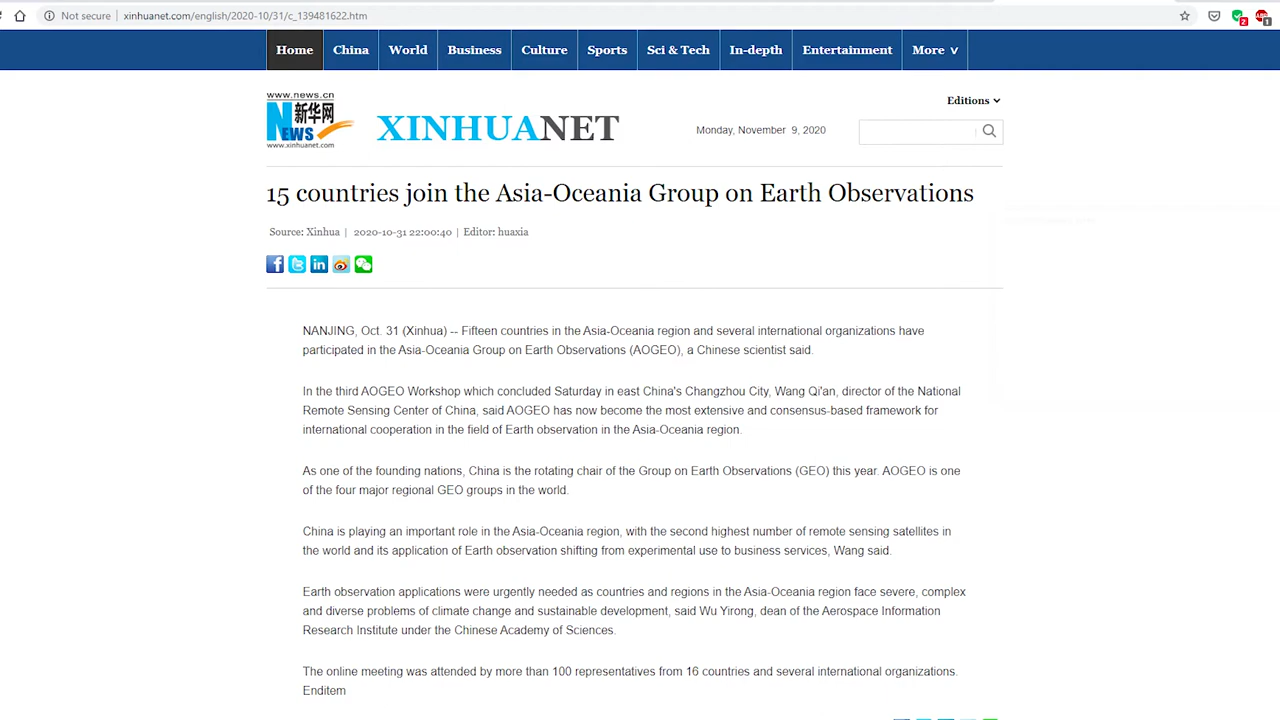 Not secure
xinhuanet.com/english/2020-10/31/c_139481622.htm
2
1
Home China World Business Culture Sports Sci & Tech In-depth Entertainment More v
www.news.cn
新华网
NEWS
www.xinhuanet.com
XINHUANET
Monday, November 9, 2020
Editions
15 countries join the Asia-Oceania Group on Earth Observations
Source: Xinhua | 2020-10-31 22:00:40 | Editor: huaxia
NANJING, Oct. 31 (Xinhua) -- Fifteen countries in the Asia-Oceania region and several international organizations have
participated in the Asia-Oceania Group on Earth Observations (AOGEO), a Chinese scientist said.
In the third AOGEO Workshop which concluded Saturday in east China's Changzhou City, Wang Qi'an, director of the National
Remote Sensing Center of China, said AOGEO has now become the most extensive and consensus-based framework for
international cooperation in the field of Earth observation in the Asia-Oceania region.
As one of the founding nations, China is the rotating chair of the Group on Earth Observations (GEO) this year. AOGEO is one
of the four major regional GEO groups in the world.
China is playing an important role in the Asia-Oceania region, with the second highest number of remote sensing satellites in
the world and its application of Earth observation shifting from experimental use to business services, Wang said.
Earth observation applications were urgently needed as countries and regions in the Asia-Oceania region face severe, complex
and diverse problems of climate change and sustainable development, said Wu Yirong, dean of the Aerospace Information
Research Institute under the Chinese Academy of Sciences.
The online meeting was attended by more than 100 representatives from 16 countries and several international organizations.
Enditem